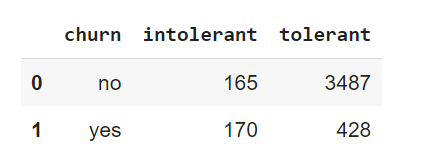 churn intolerant tolerant
0 no 165 3487
1 yes 170 428